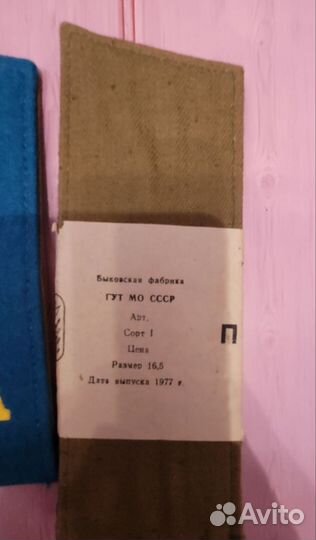 Быковская фабрика
ГУТ МО СССР
Арт.
Сорт I
Цена
Размер 16,5
Дата выпуска 1977 г.
П
Avito